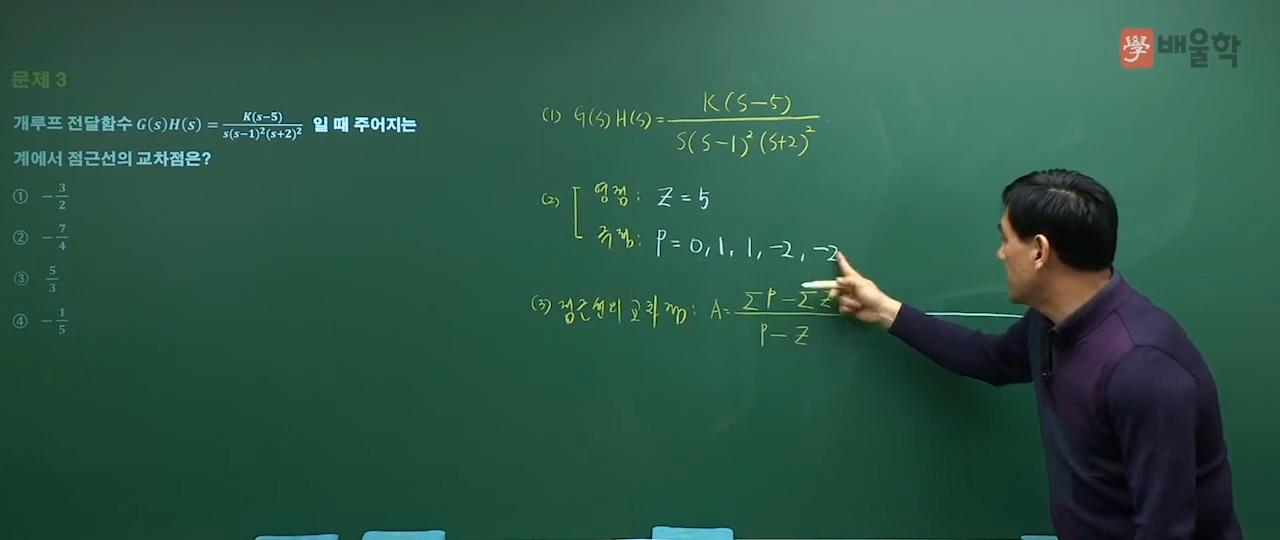 學 배울학
문제 3
개루프 전달함수 G(s)H(s) = K(s-5)/s(s-1)²(s+2)² 일 때 주어지는
계에서 점근선의 교차점은?
① -3/2
② -7/4
③ 5/3
④ -1/5
(1) G(s) H(s) = K(s-5)/s(s-1)²(s+2)²
(2) 영점: Z = 5
극점: P = 0, 1, 1, -2, -2
(3) 점근선의 교차점: A = ΣP - ΣZ/P - Z